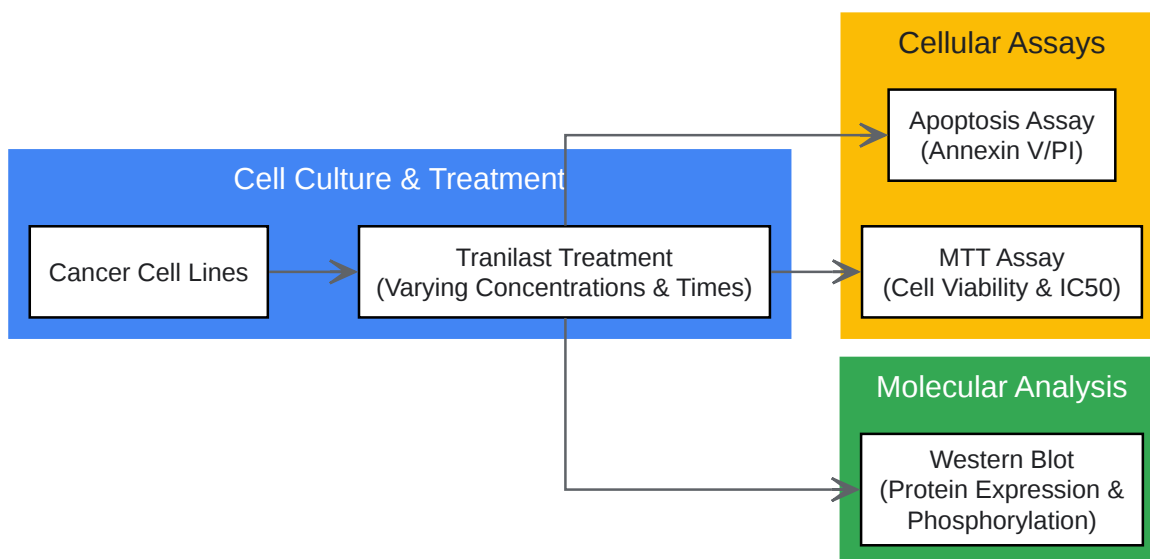 Cell Culture & Treatment
Cancer Cell Lines
Tranilast Treatment
(Varying Concentrations & Times)
Cellular Assays
Apoptosis Assay
(Annexin V/PI)
MTT Assay
(Cell Viability & IC50)
Molecular Analysis
Western Blot
(Protein Expression &
Phosphorylation)